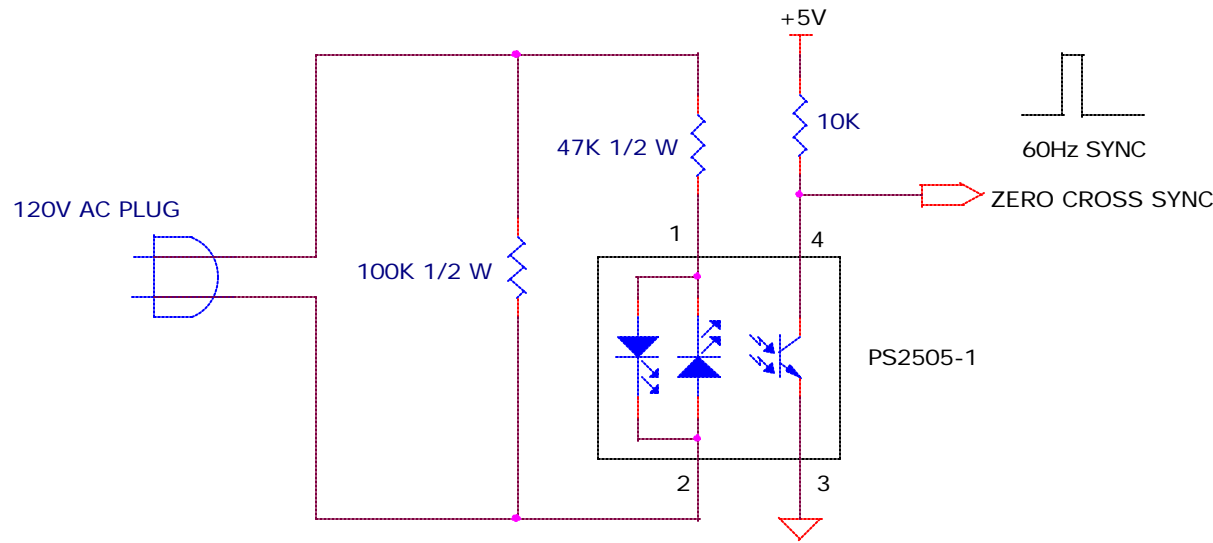 +5V
10K
47K 1/2 W
60Hz SYNC
120V AC PLUG
ZERO CROSS SYNC
1
4
100K 1/2 W
PS2505-1
2
3